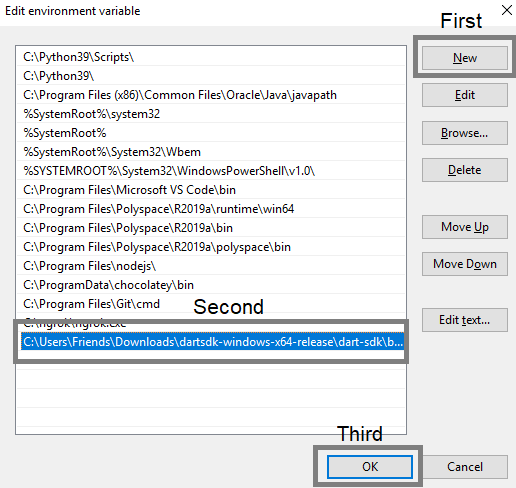 Edit environment variable
First
C:\Python39\Scripts\
C:\Python39\
C:\Program Files (x86)\Common Files\Oracle\Java\javapath
%SystemRoot%\system32
%SystemRoot%
%SystemRoot%\System32\Wbem
%SYSTEMROOT%\System32\WindowsPowerShell\v1.0\
C:\Program Files\Microsoft VS Code\bin
C:\Program Files\Polyspace\R2019a\runtime\win64
C:\Program Files\Polyspace\R2019a\bin
C:\Program Files\Polyspace\R2019a\polyspace\bin
C:\Program Files\nodejs\
C:\ProgramData\chocolatey\bin
C:\Program Files\Git\cmd
Second
C:\ngrok\ngrok.exe
C:\Users\Friends\Downloads\dartsdk-windows-x64-release\dart-sdk\b...
New
Edit
Browse...
Delete
Move Up
Move Down
Edit text...
Third
OK
Cancel